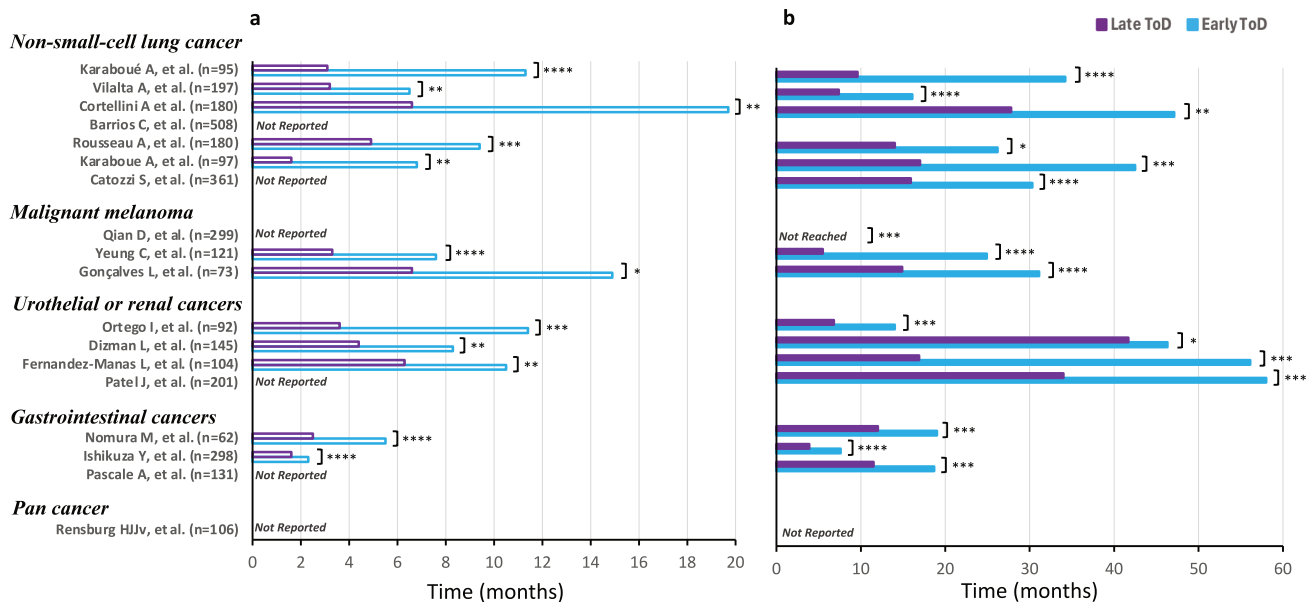 a
b
Late ToD
Early ToD
Non-small-cell lung cancer
Karaboué A, et al. (n=95) **** ****
Vilalta A, et al. (n=197) ** ****
Cortellini A et al. (n=180) ** **
Barrios C, et al. (n=508) Not Reported
Rousseau A, et al. (n=180) *** *
Karaboue A, et al. (n=97) ** ***
Catozzi S, et al. (n=361) Not Reported ****
Malignant melanoma
Qian D, et al. (n=299) Not Reported Not Reached ***
Yeung C, et al. (n=121) **** ****
Gonçalves L, et al. (n=73) * ****
Urothelial or renal cancers
Ortego I, et al. (n=92) *** ***
Dizman L, et al. (n=145) ** *
Fernandez-Manas L, et al. (n=104) ** ***
Patel J, et al. (n=201) Not Reported ***
Gastrointestinal cancers
Nomura M, et al. (n=62) **** ***
Ishikuza Y, et al. (n=298) **** ****
Pascale A, et al. (n=131) Not Reported ***
Pan cancer
Rensburg HJJv, et al. (n=106) Not Reported Not Reported
0 2 4 6 8 10 12 14 16 18 20
Time (months)
0 10 20 30 40 50 60
Time (months)